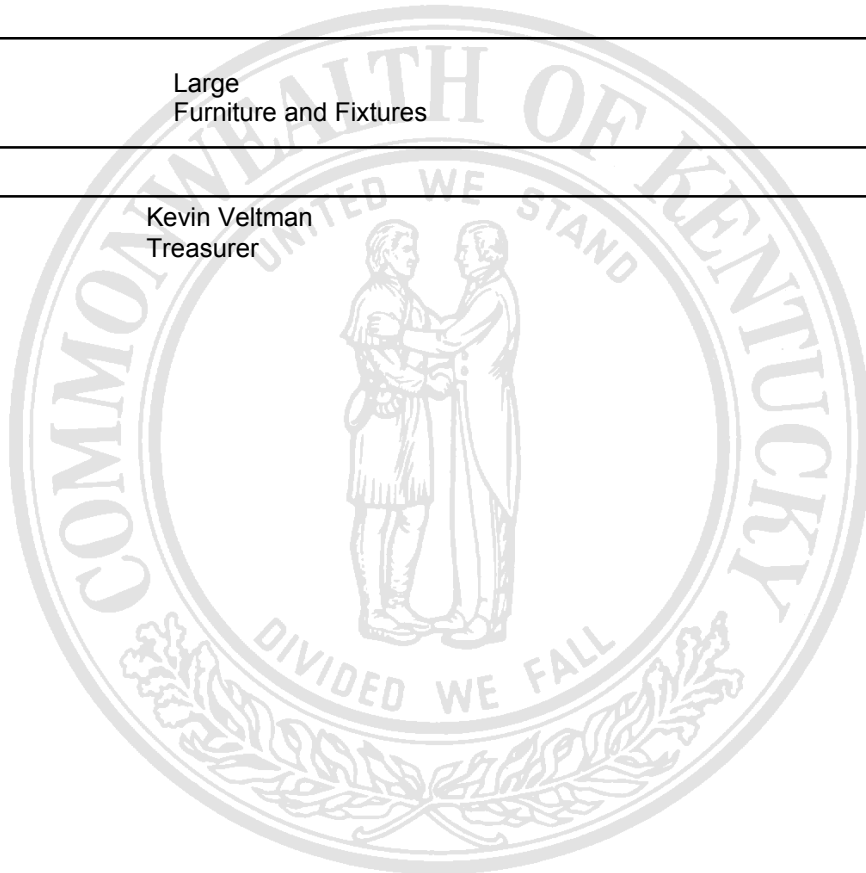 Large
Furniture and Fixtures
Kevin Veltman
Treasurer
COMMONWEALTH OF KENTUCKY
UNITED WE STAND
DIVIDED WE FALL